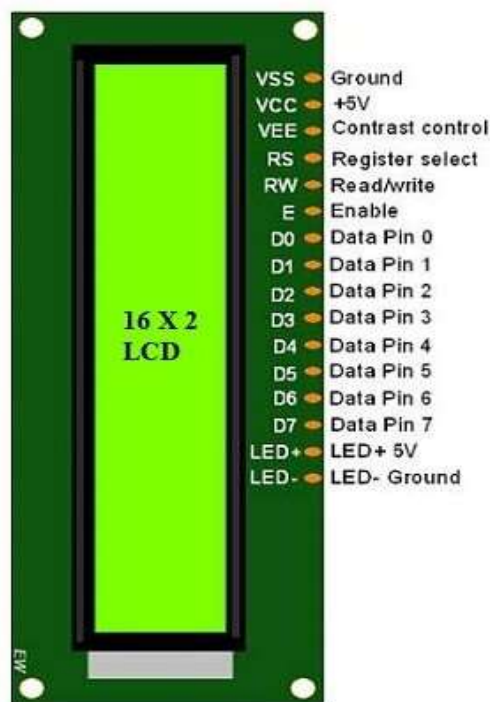 VSS Ground
VCC +5V
VEE Contrast control
RS Register select
RW Read/write
E Enable
D0 Data Pin 0
D1 Data Pin 1
D2 Data Pin 2
D3 Data Pin 3
D4 Data Pin 4
D5 Data Pin 5
D6 Data Pin 6
D7 Data Pin 7
LED+ LED+ 5V
LED- LED- Ground
16 X 2
LCD
EW